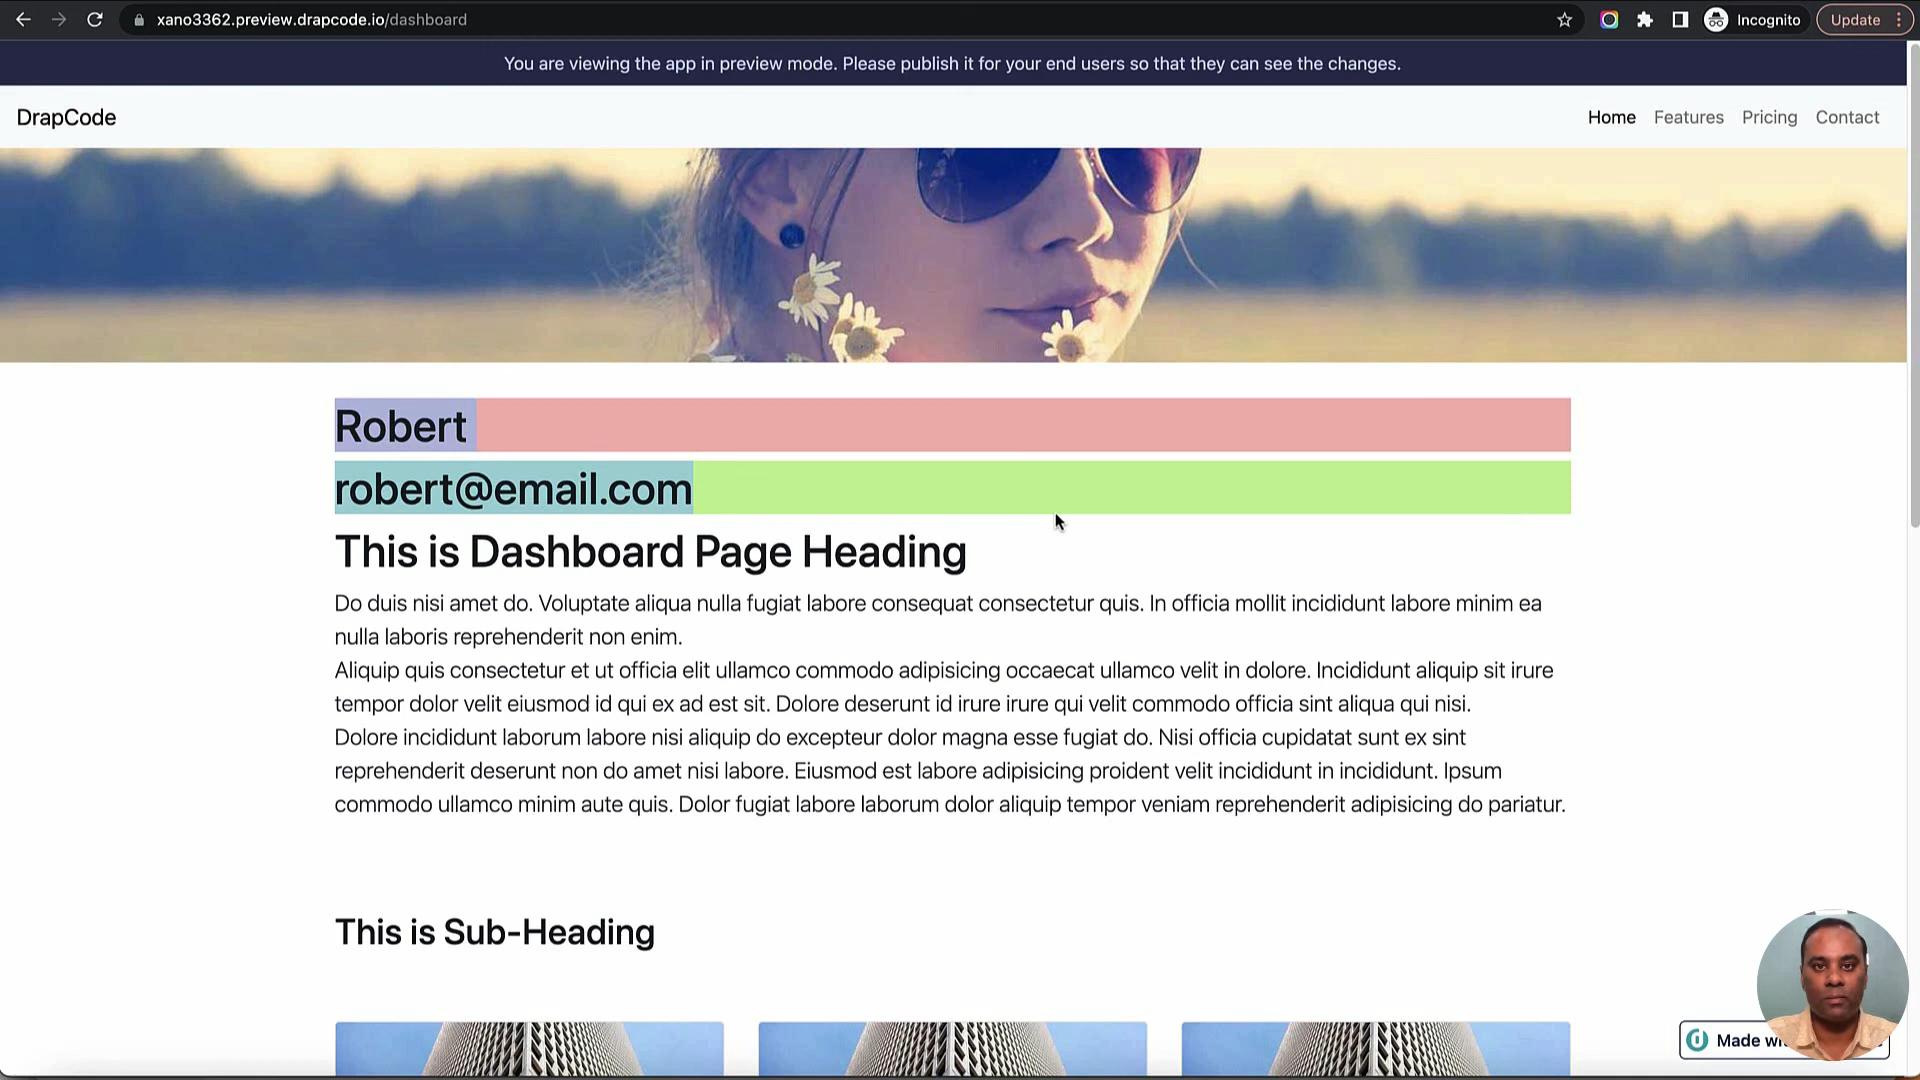 xano3362.preview.drapcode.io/dashboard
Incognito
Update
You are viewing the app in preview mode. Please publish it for your end users so that they can see the changes.
DrapCode
Home Features Pricing Contact
Robert
robert@email.com
This is Dashboard Page Heading
Do duis nisi amet do. Voluptate aliqua nulla fugiat labore consequat consectetur quis. In officia mollit incididunt labore minim ea
nulla laboris reprehenderit non enim.
Aliquip quis consectetur et ut officia elit ullamco commodo adipisicing occaecat ullamco velit in dolore. Incididunt aliquip sit irure
tempor dolor velit eiusmod id qui ex ad est sit. Dolore deserunt id irure irure qui velit commodo officia sint aliqua qui nisi.
Dolore incididunt laborum labore nisi aliquip do excepteur dolor magna esse fugiat do. Nisi officia cupidatat sunt ex sint
reprehenderit deserunt non do amet nisi labore. Eiusmod est labore adipisicing proident velit incididunt in incididunt. Ipsum
commodo ullamco minim aute quis. Dolor fugiat labore laborum dolor aliquip tempor veniam reprehenderit adipisicing do pariatur.
This is Sub-Heading
Made